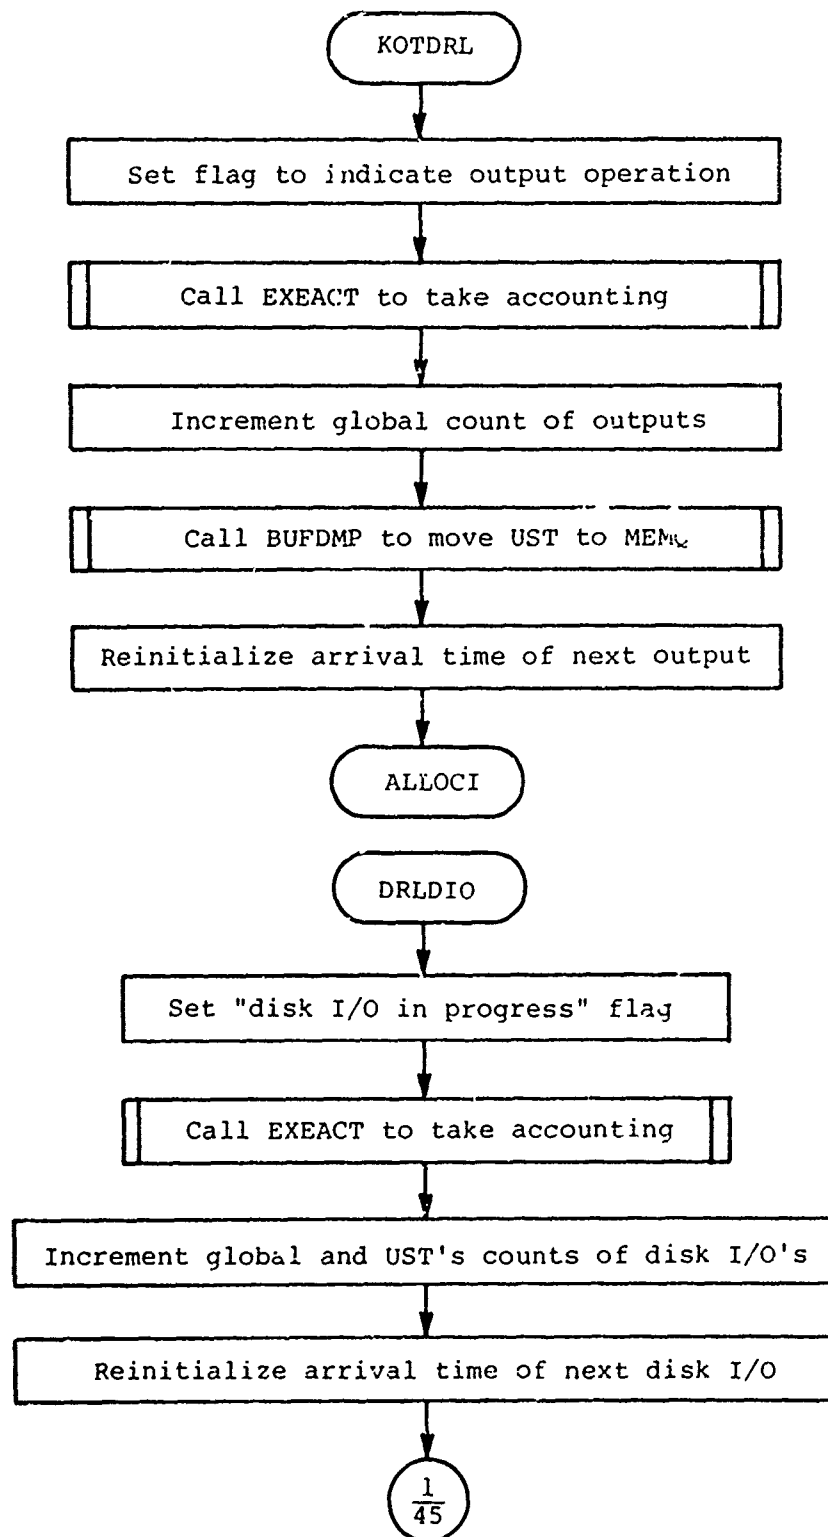 KOTDRL
Set flag to indicate output operation
Call EXEACT to take accounting
Increment global count of outputs
Call BUFDMP to move UST to
Reinitialize arrival time of next output
ALLOCI
DRLDIO
Set "disk I/O in progress" flag
Call EXEACT to take accounting
Increment global and UST's counts of disk I/O's
Reinitialize arrival time of next disk I/O
1
45